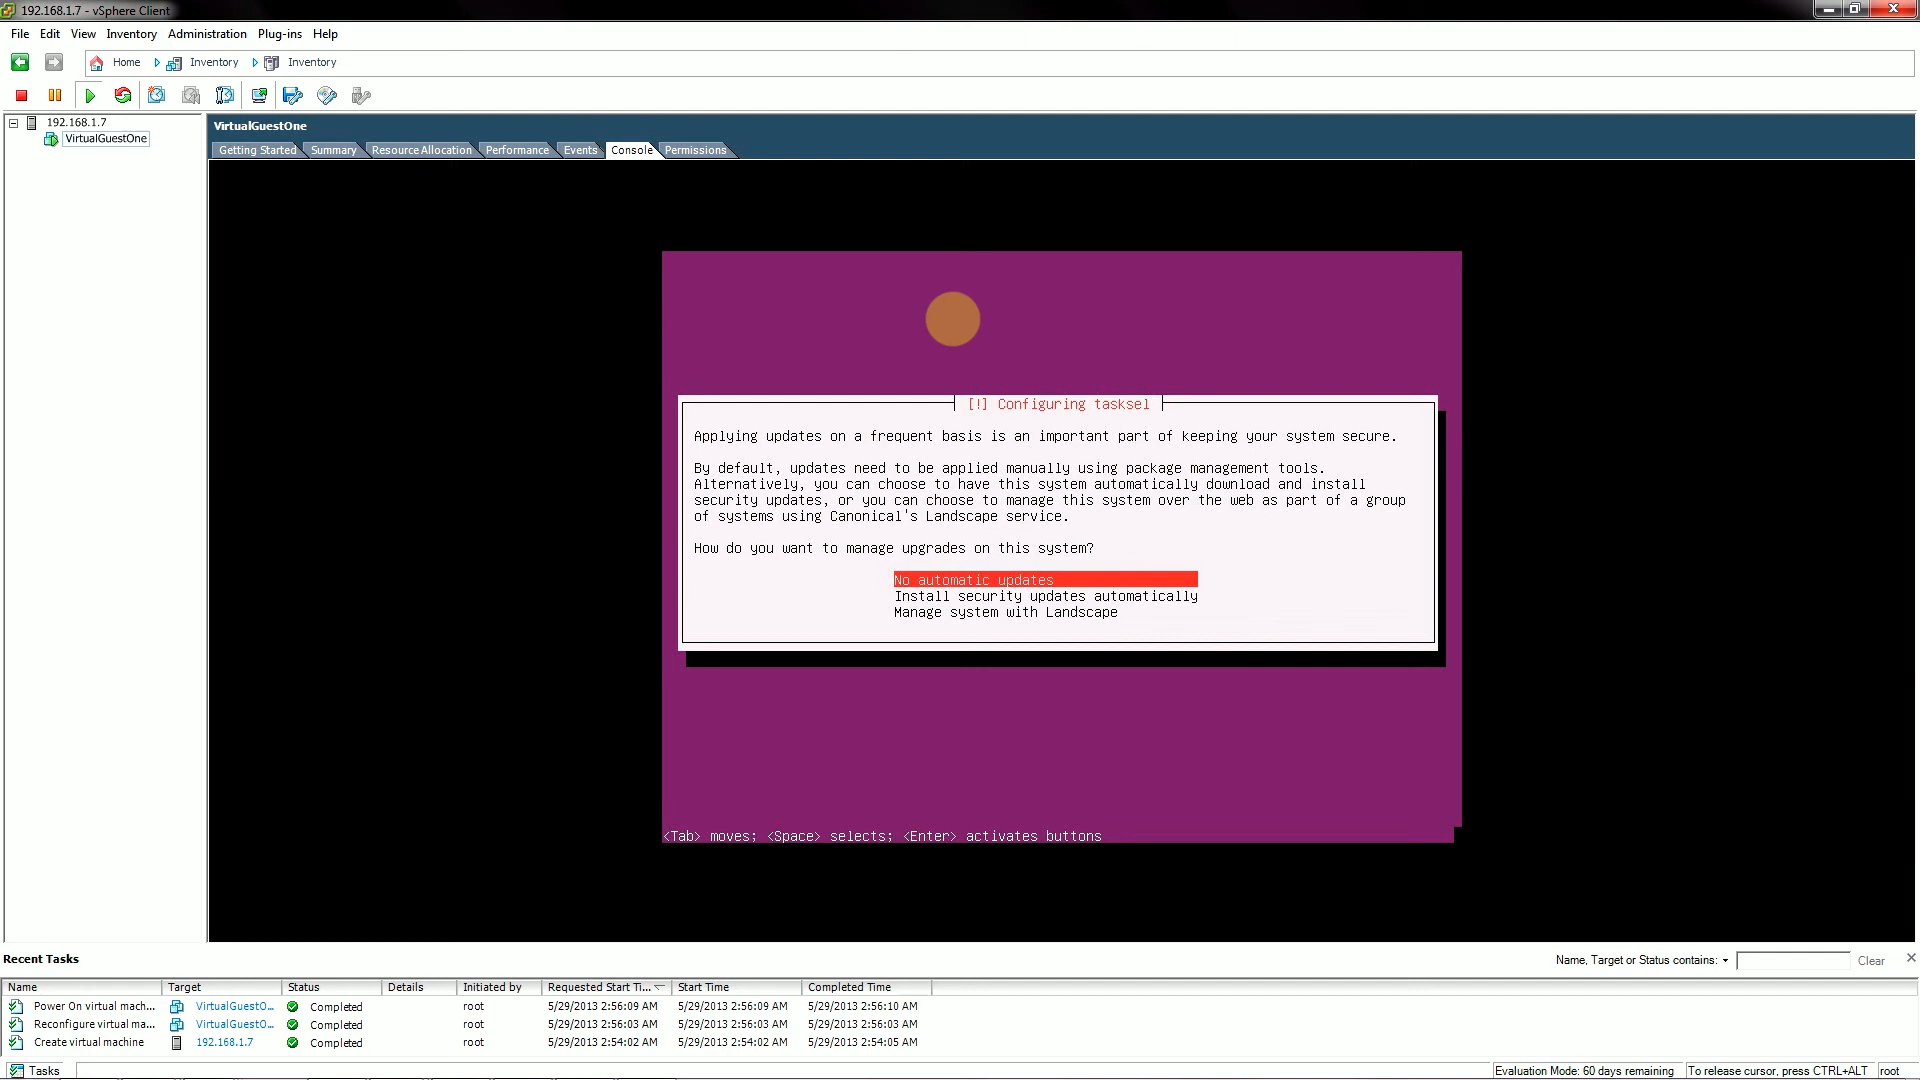 192.168.1.7 - vSphere Client
File Edit View Inventory Administration Plug-ins Help
Home Inventory Inventory
192.168.1.7
VirtualGuestOne
VirtualGuestOne
Getting Started Summary Resource Allocation Performance Events Console Permissions
[!] Configuring tasksel
Applying updates on a frequent basis is an important part of keeping your system secure.
By default, updates need to be applied manually using package management tools.
Alternatively, you can choose to have this system automatically download and install
security updates, or you can choose to manage this system over the web as part of a group
of systems using Canonical's Landscape service.
How do you want to manage upgrades on this system?
No automatic updates
Install security updates automatically
Manage system with Landscape
<Tab> moves; <Space> selects; <Enter> activates buttons
Recent Tasks
Name, Target or Status contains: Clear
Name Target Status Details Initiated by Requested Start Ti... Start Time Completed Time
Power On virtual mach... VirtualGuestO... Completed root 5/29/2013 2:56:09 AM 5/29/2013 2:56:09 AM 5/29/2013 2:56:10 AM
Reconfigure virtual ma... VirtualGuestO... Completed root 5/29/2013 2:56:03 AM 5/29/2013 2:56:03 AM 5/29/2013 2:56:03 AM
Create virtual machine 192.168.1.7 Completed root 5/29/2013 2:54:02 AM 5/29/2013 2:54:02 AM 5/29/2013 2:54:05 AM
Tasks Evaluation Mode: 60 days remaining To release cursor, press CTRL+ALT root